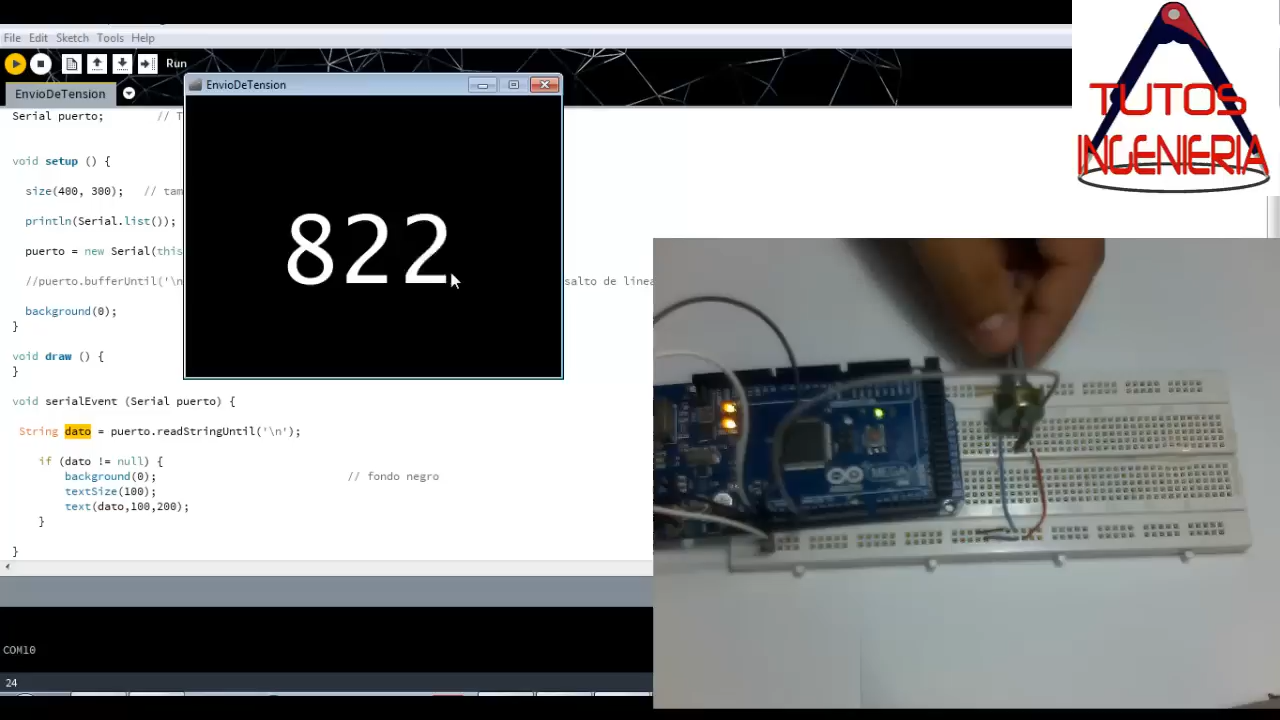 File Edit Sketch Tools Help
Run
EnvioDeTension
EnvioDeTension
Serial puerto; // T
void setup () {
size(400, 300); // tam
println(Serial.list());
puerto = new Serial(this
//puerto.bufferUntil('\n salto de linea
background(0);
}
void draw () {
}
void serialEvent (Serial puerto) {
String dato = puerto.readStringUntil('\n');
if (dato != null) {
background(0); // fondo negro
textSize(100);
text(dato,100,200);
}
}
822
COM10
24
TUTOS
INGENIERIA
MEGA